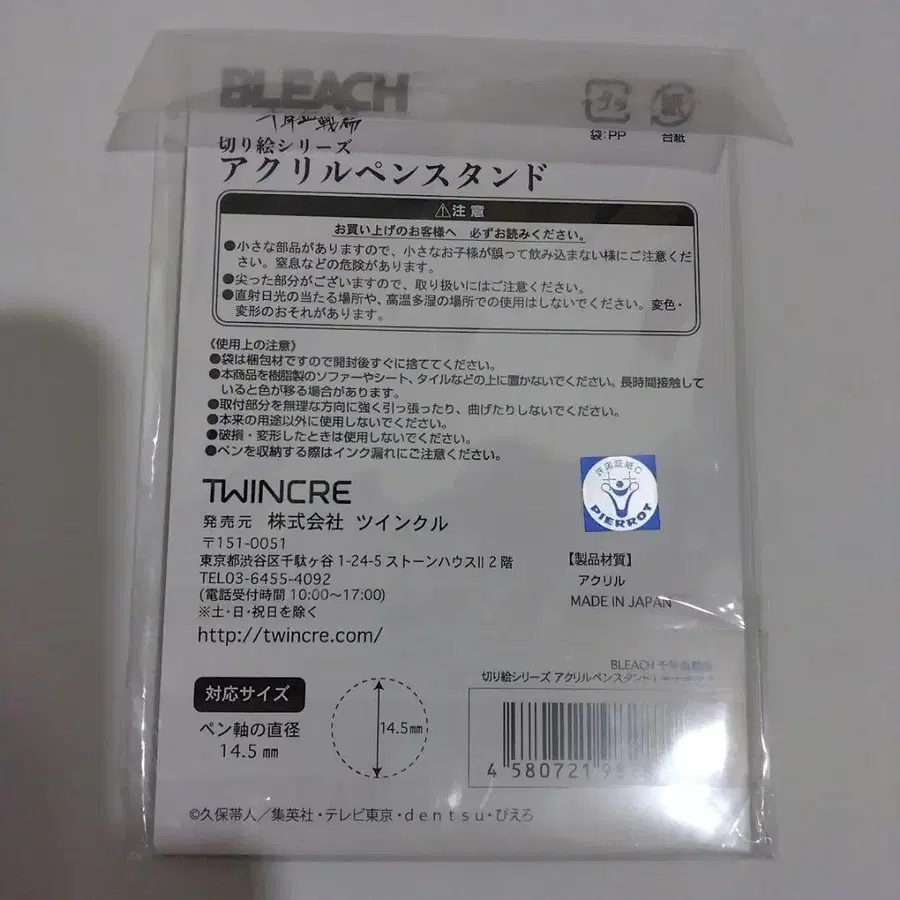 BLEACH
千年血戦篇
プラ
紙
袋:PP
台紙
切り絵シリーズ
アクリルペンスタンド
⚠注意
お買い上げのお客様へ 必ずお読みください。
●小さな部品がありますので、小さなお子様が誤って飲み込まない様にご注意くだ
さい。窒息などの危険があります。
●尖った部分がございますので、取り扱いにはご注意ください。
●直射日光の当たる場所や、高温多湿の場所での使用はしないでください。変色・
変形のおそれがあります。
《使用上の注意》
●袋は梱包材ですので開封後すぐに捨ててください。
●本商品を樹脂製のソファーやシート、タイルなどの上に置かないでください。長時間接触して
いると色が移る場合があります。
●取付部分を無理な方向に強く引っ張ったり、曲げたりしないでください。
●本来の用途以外に使用しないでください。
●破損・変形したときは使用しないでください。
●ペンを収納する際はインク漏れにご注意ください。
TWINCRE
発売元 株式会社 ツインクル
〒151-0051
東京都渋谷区千駄ヶ谷 1-24-5 ストーンハウスII 2 階
TEL03-6455-4092
(電話受付時間 10:00〜17:00)
※土・日・祝日を除く
http://twincre.com/
許諾証紙C
PIERROT
【製品材質】
アクリル
MADE IN JAPAN
BLEACH 千年血戦篇
切り絵シリーズ アクリルペンスタンド
対応サイズ
ペン軸の直径
14.5㎜
14.5㎜
4 580721 9
©久保帯人／集英社・テレビ東京・dentsu・ぴえろ